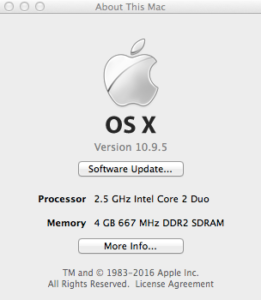 About This Mac
OS X
Version 10.9.5
Software Update...
Processor 2.5 GHz Intel Core 2 Duo
Memory 4 GB 667 MHz DDR2 SDRAM
More Info...
TM and © 1983-2016 Apple Inc.
All Rights Reserved. License Agreement